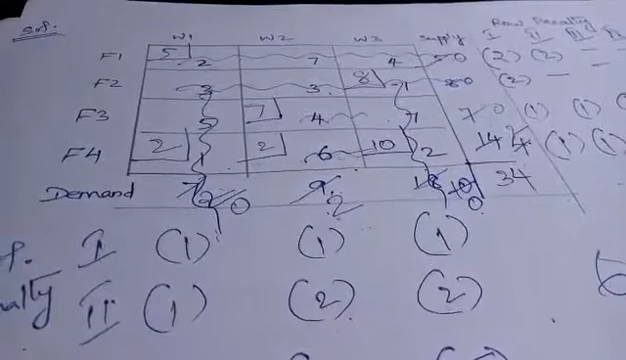 Sol.
W1 W2 W3 Supply Row Penalty
I II III
F1 5 2 7 4 5 0 (2) (2) — —
F2 3 3 8 1 8 0 (2) —
F3 5 7 4 7 7 0 (1) (1)
F4 2 1 2 6 10 2 14 4 (1) (1)
Demand 7 2 0 9 2 18 10 0 34
P. I (1) (1) (1)
nalty II (1) (2) (2)